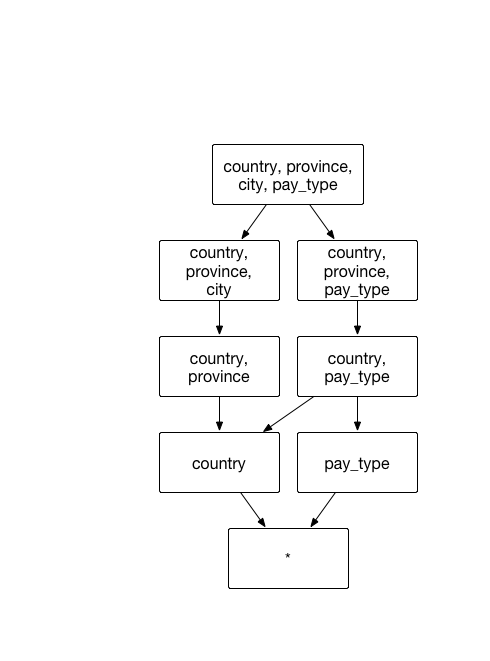 country, province,
city, pay_type
country,
province,
city
country,
province,
pay_type
country,
province
country,
pay_type
country
pay_type
*